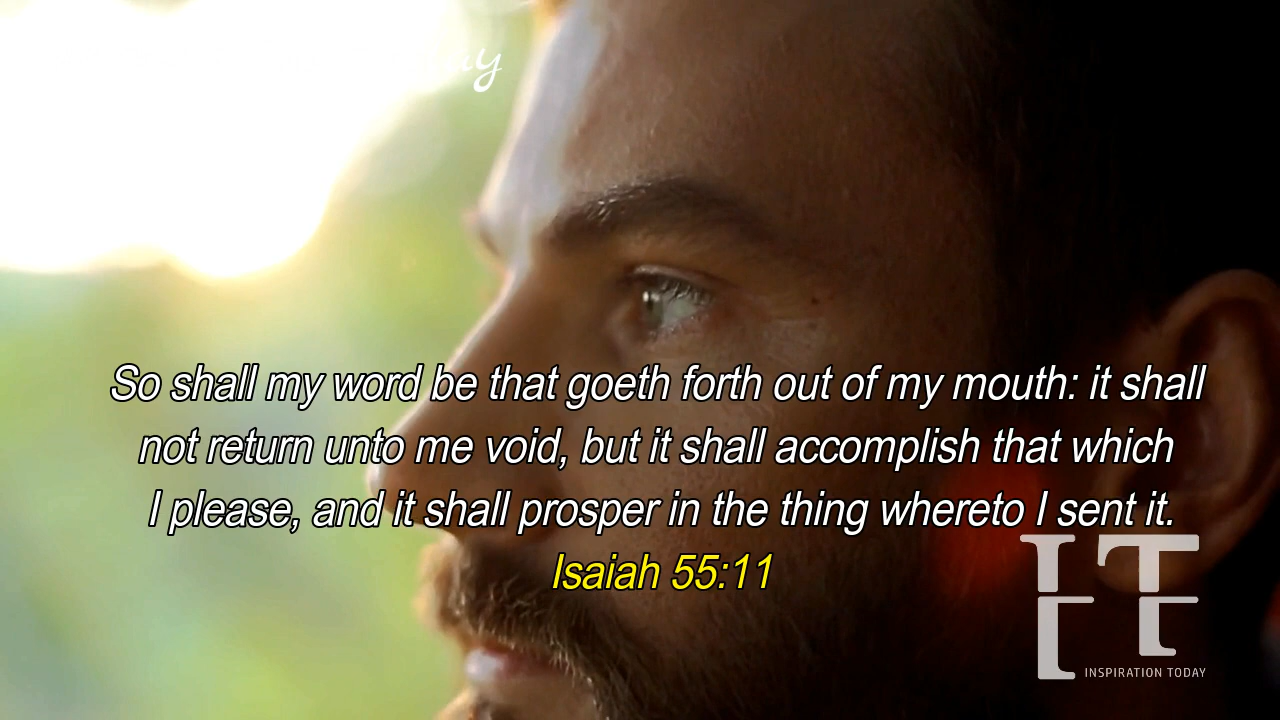 So shall my word be that goeth forth out of my mouth: it shall
not return unto me void, but it shall accomplish that which
I please, and it shall prosper in the thing whereto I sent it.
Isaiah 55:11
IT
INSPIRATION TODAY